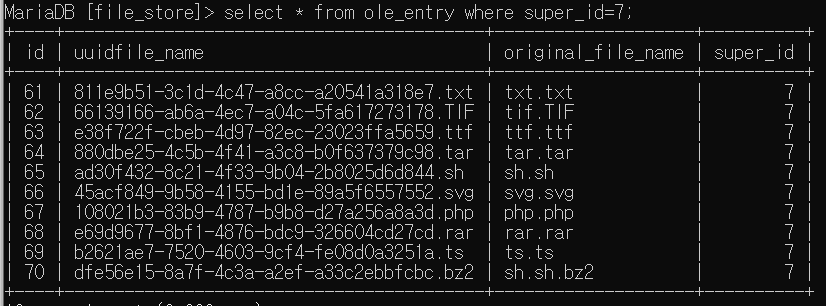 MariaDB [file_store]> select * from ole_entry where super_id=7;
| id | uuidfile_name | original_file_name | super_id |
| 61 | 811e9b51-3c1d-4c47-a8cc-a20541a318e7.txt | txt.txt | 7 |
| 62 | 66139166-ab6a-4ec7-a04c-5fa617273178.TIF | tif.TIF | 7 |
| 63 | e38f722f-cbeb-4d97-82ec-23023ffa5659.ttf | ttf.ttf | 7 |
| 64 | 880dbe25-4c5b-4f41-a3c8-b0f637379c98.tar | tar.tar | 7 |
| 65 | ad30f432-8c21-4f33-9b04-2b8025d6d844.sh | sh.sh | 7 |
| 66 | 45acf849-9b58-4155-bd1e-89a5f6557552.svg | svg.svg | 7 |
| 67 | 108021b3-83b9-4787-b9b8-d27a256a8a3d.php | php.php | 7 |
| 68 | e69d9677-8bf1-4876-bdc9-326604cd27cd.rar | rar.rar | 7 |
| 69 | b2621ae7-7520-4603-9cf4-fe08d0a3251a.ts | ts.ts | 7 |
| 70 | dfe56e15-8a7f-4c3a-a2ef-a33c2ebbfcbc.bz2 | sh.sh.bz2 | 7 |